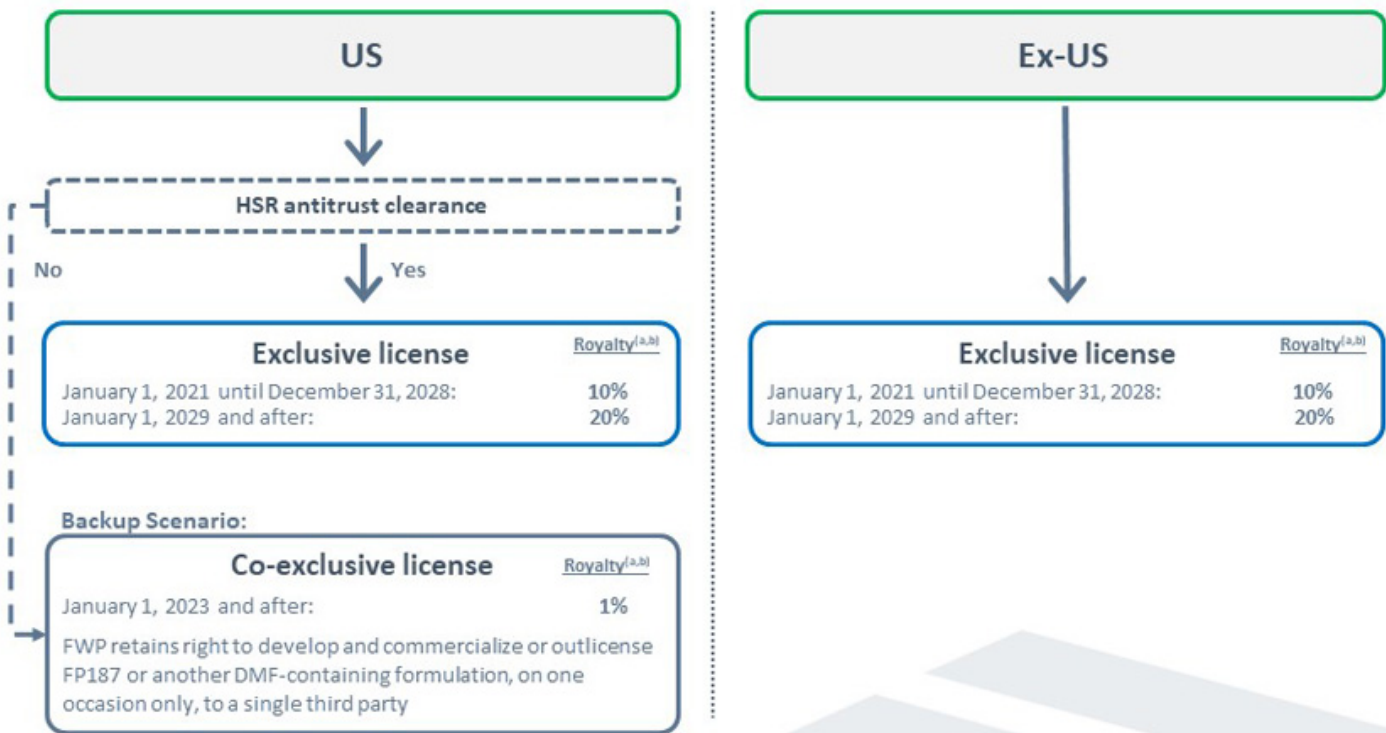 US
HSR antitrust clearance
No
Yes
Exclusive license Royalty(a,b)
January 1, 2021 until December 31, 2028: 10%
January 1, 2029 and after: 20%
Backup Scenario:
Co-exclusive license Royalty(a,b)
January 1, 2023 and after: 1%
FWP retains right to develop and commercialize or outlicense
FP187 or another DMF-containing formulation, on one
occasion only, to a single third party
Ex-US
Exclusive license Royalty(a,b)
January 1, 2021 until December 31, 2028: 10%
January 1, 2029 and after: 20%